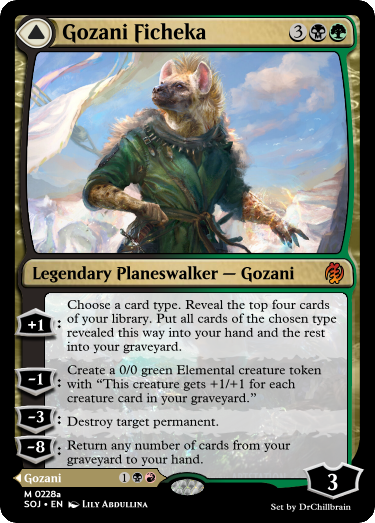 Gozani Ficheka 3
Legendary Planeswalker — Gozani
+1: Choose a card type. Reveal the top four cards
of your library. Put all cards of the chosen type
revealed this way into your hand and the rest
into your graveyard.
-1: Create a 0/0 green Elemental creature token
with “This creature gets +1/+1 for each
creature card in your graveyard.”
-3: Destroy target permanent.
-8: Return any number of cards from your
graveyard to your hand.
Gozani 1
3
M 0228a
SOJ • EN Lily Abdullina
Set by DrChillbrain